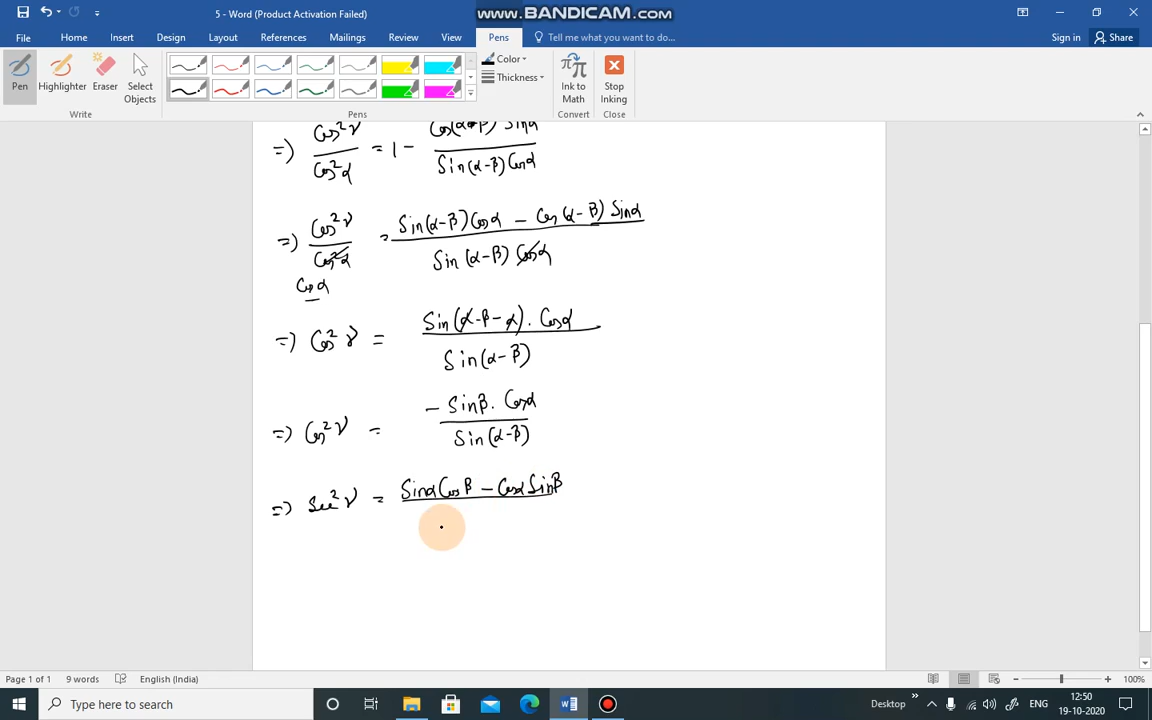 5 - Word (Product Activation Failed)
www.BANDICAM.com
File Home Insert Design Layout References Mailings Review View Pens Tell me what you want to do... Sign in Share
Pen Highlighter Eraser Select Objects Color Thickness Ink to Math Stop Inking
Write Pens Convert Close
=) Cos²γ / Cos²α = 1 - Cos(α-β) Sinα / Sin(α-β) Cosα
=) Cos²γ / Cos²α = Sin(α-β) Cosα - Cos(α-β) Sinα / Sin(α-β) Cosα
Cosα
=) Cos²γ = Sin(α-β-α). Cosα / Sin(α-β)
=) Cos²γ = - Sinβ. Cosα / Sin(α-β)
=) Sec²γ = Sinα Cosβ - Cosα Sinβ
Page 1 of 1 9 words English (India) 100%
Type here to search Desktop ENG 12:50
19-10-2020